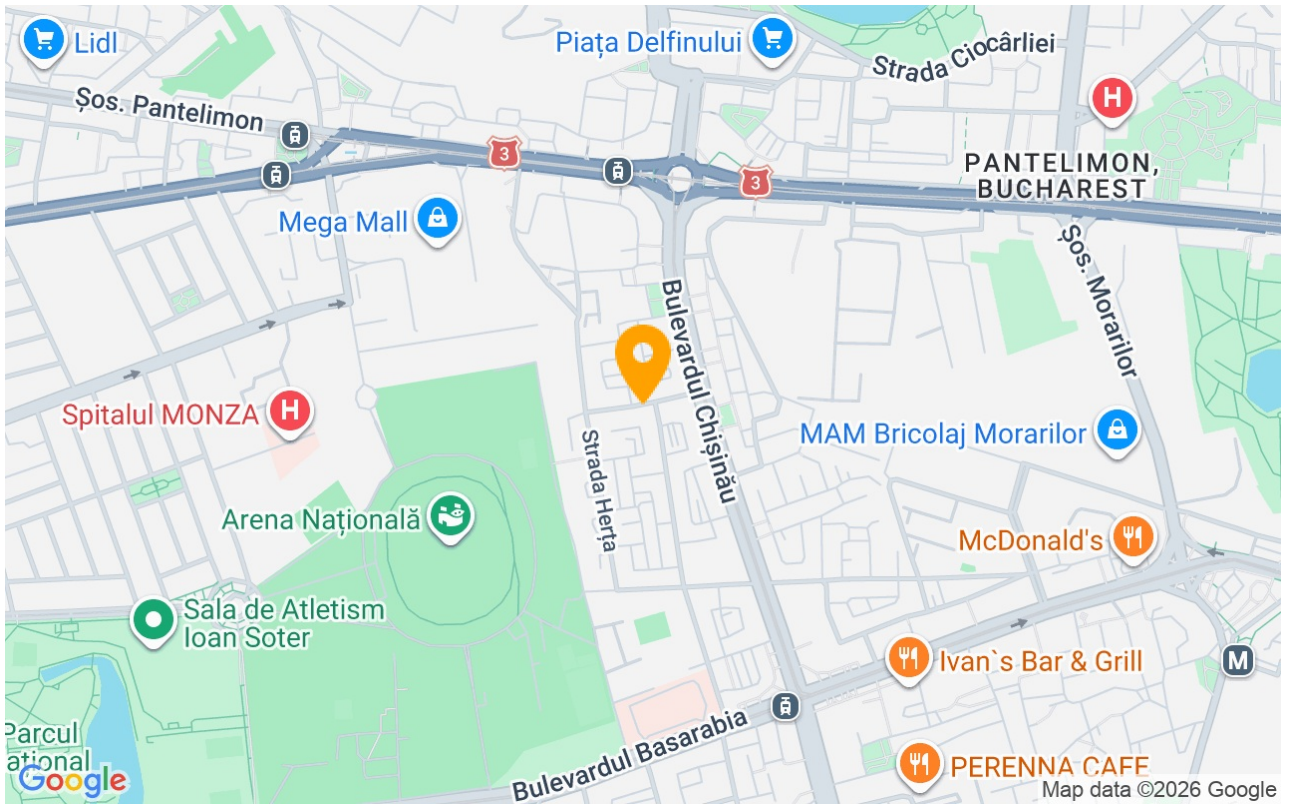 Lidl
Piața Delfinului
Strada Ciocârliei
Șos. Pantelimon
H
3
3
PANTELIMON,
BUCHAREST
Mega Mall
Șos. Morarilor
Bulevardul Chișinău
Spitalul MONZA
H
MAM Bricolaj Morarilor
Strada Herța
Arena Națională
McDonald's
Sala de Atletism
Ioan Soter
Ivan`s Bar & Grill
M
Parcul
ațional
Bulevardul Basarabia
PERENNA CAFE
Google
Map data ©2026 Google